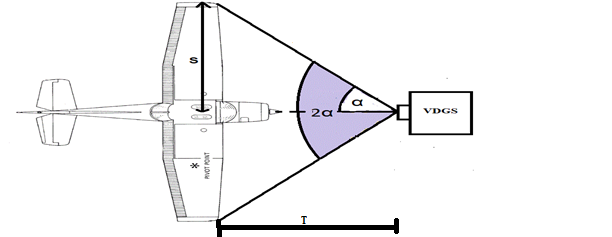 S
2α
α
VDGS
* PIVOT POINT
T